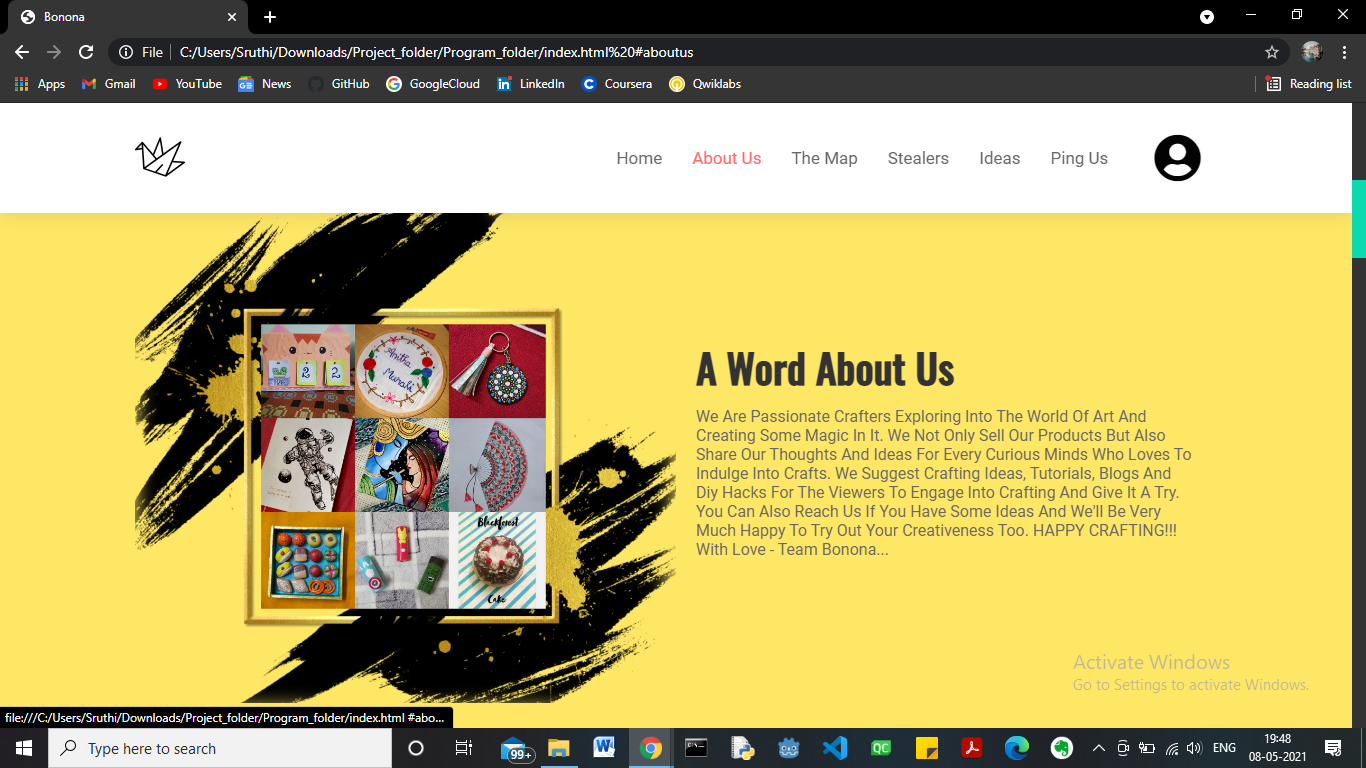 Bonona
File
C:/Users/Sruthi/Downloads/Project_folder/Program_folder/index.html%20#aboutus
Apps Gmail YouTube News GitHub GoogleCloud LinkedIn Coursera Qwiklabs Reading list
Home About Us The Map Stealers Ideas Ping Us
2 2
Anitha
Murali
Blackforest
Cake
A Word About Us
We Are Passionate Crafters Exploring Into The World Of Art And
Creating Some Magic In It. We Not Only Sell Our Products But Also
Share Our Thoughts And Ideas For Every Curious Minds Who Loves To
Indulge Into Crafts. We Suggest Crafting Ideas, Tutorials, Blogs And
Diy Hacks For The Viewers To Engage Into Crafting And Give It A Try.
You Can Also Reach Us If You Have Some Ideas And We'll Be Very
Much Happy To Try Out Your Creativeness Too. HAPPY CRAFTING!!!
With Love - Team Bonona...
Activate Windows
Go to Settings to activate Windows.
file:///C:/Users/Sruthi/Downloads/Project_folder/Program_folder/index.html #abo...
Type here to search
99+
QC
ENG
19:48
08-05-2021